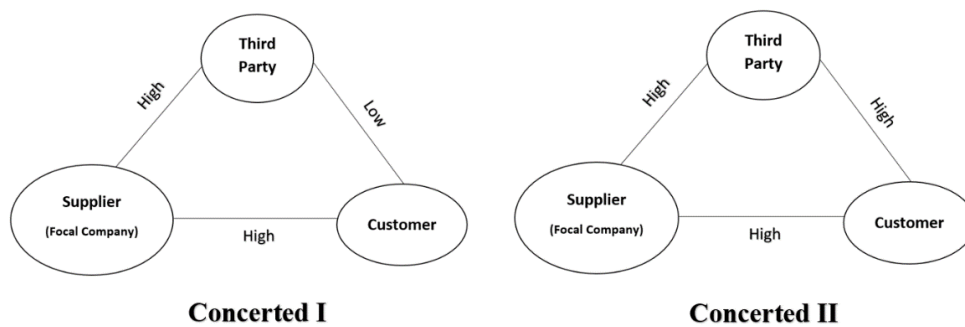 Third
Party
High
Low
Supplier
(Focal Company)
Customer
High
Concerted I
Third
Party
High
High
Supplier
(Focal Company)
Customer
High
Concerted II